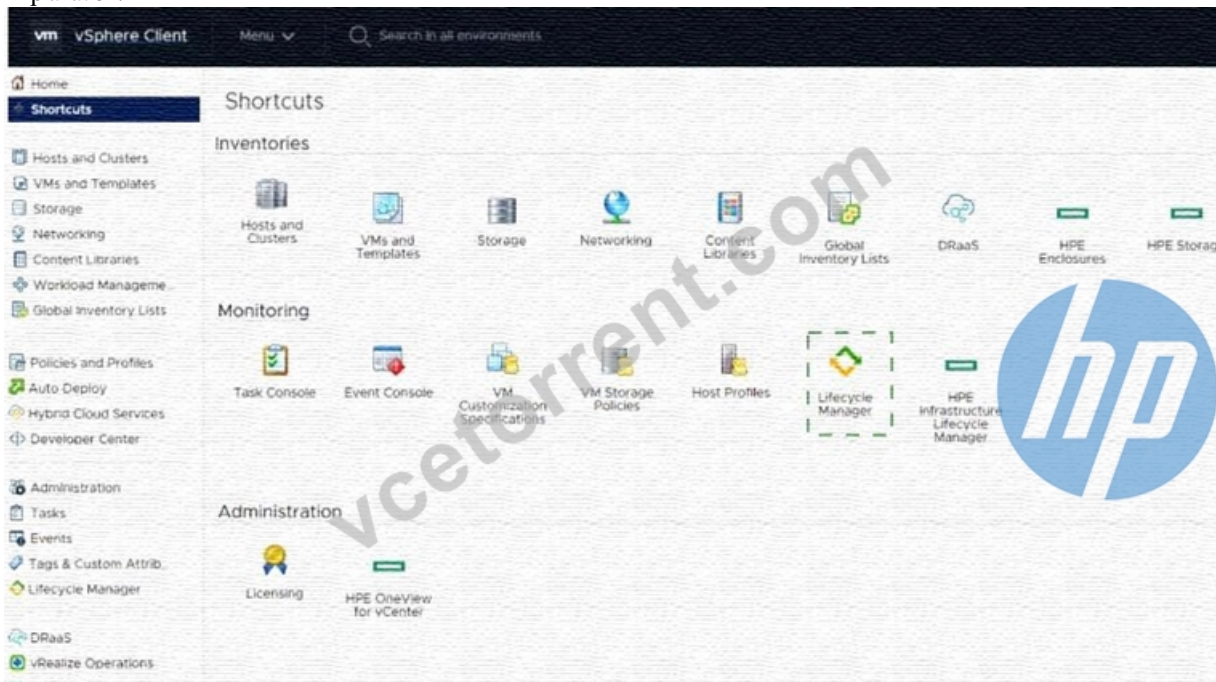 vm vSphere Client Menu Search in all environments
Home
Shortcuts
Hosts and Clusters
VMs and Templates
Storage
Networking
Content Libraries
Workload Manageme...
Global Inventory Lists
Policies and Profiles
Auto Deploy
Hybrid Cloud Services
Developer Center
Administration
Tasks
Events
Tags & Custom Attrib...
Lifecycle Manager
DRaaS
vRealize Operations
Shortcuts
Inventories
Hosts and
Clusters
VMs and
Templates
Storage
Networking
Content
Libraries
Global
Inventory Lists
DRaaS
HPE
Enclosures
HPE Storag
Monitoring
Task Console
Event Console
VM
Customization
Specifications
VM Storage
Policies
Host Profiles
Lifecycle
Manager
HPE
Infrastructure
Lifecycle
Manager
Administration
Licensing
HPE OneView
for vCenter
vcetorrent.com
hp